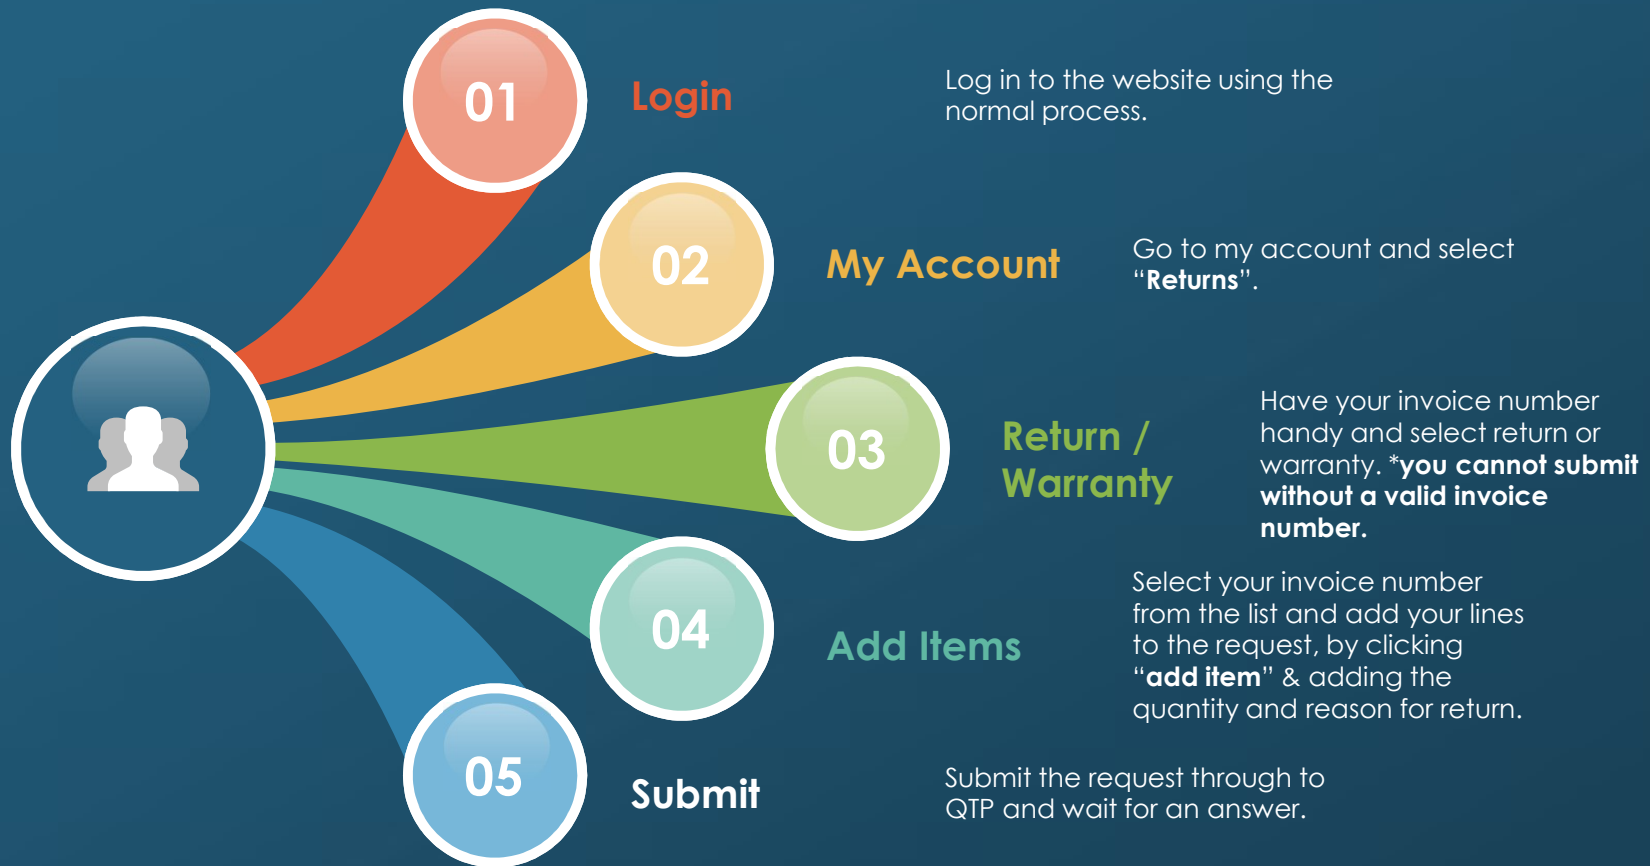 01
Login
Log in to the website using the
normal process.
02
My Account
Go to my account and select
“Returns”.
03
Return /
Warranty
Have your invoice number
handy and select return or
warranty. *you cannot submit
without a valid invoice
number.
04
Add Items
Select your invoice number
from the list and add your lines
to the request, by clicking
“add item” & adding the
quantity and reason for return.
05
Submit
Submit the request through to
QTP and wait for an answer.